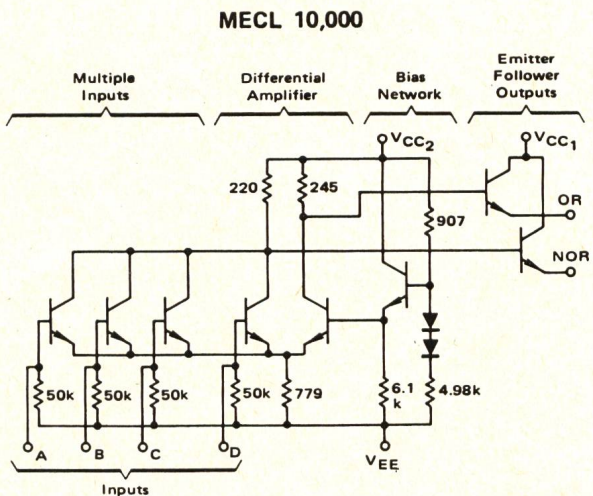 MECL 10,000
Multiple
Inputs
Differential
Amplifier
Bias
Network
Emitter
Follower
Outputs
VCC2
VCC1
220
245
907
OR
NOR
50k
50k
50k
50k
779
6.1
k
4.98k
A
B
C
D
VEE
Inputs